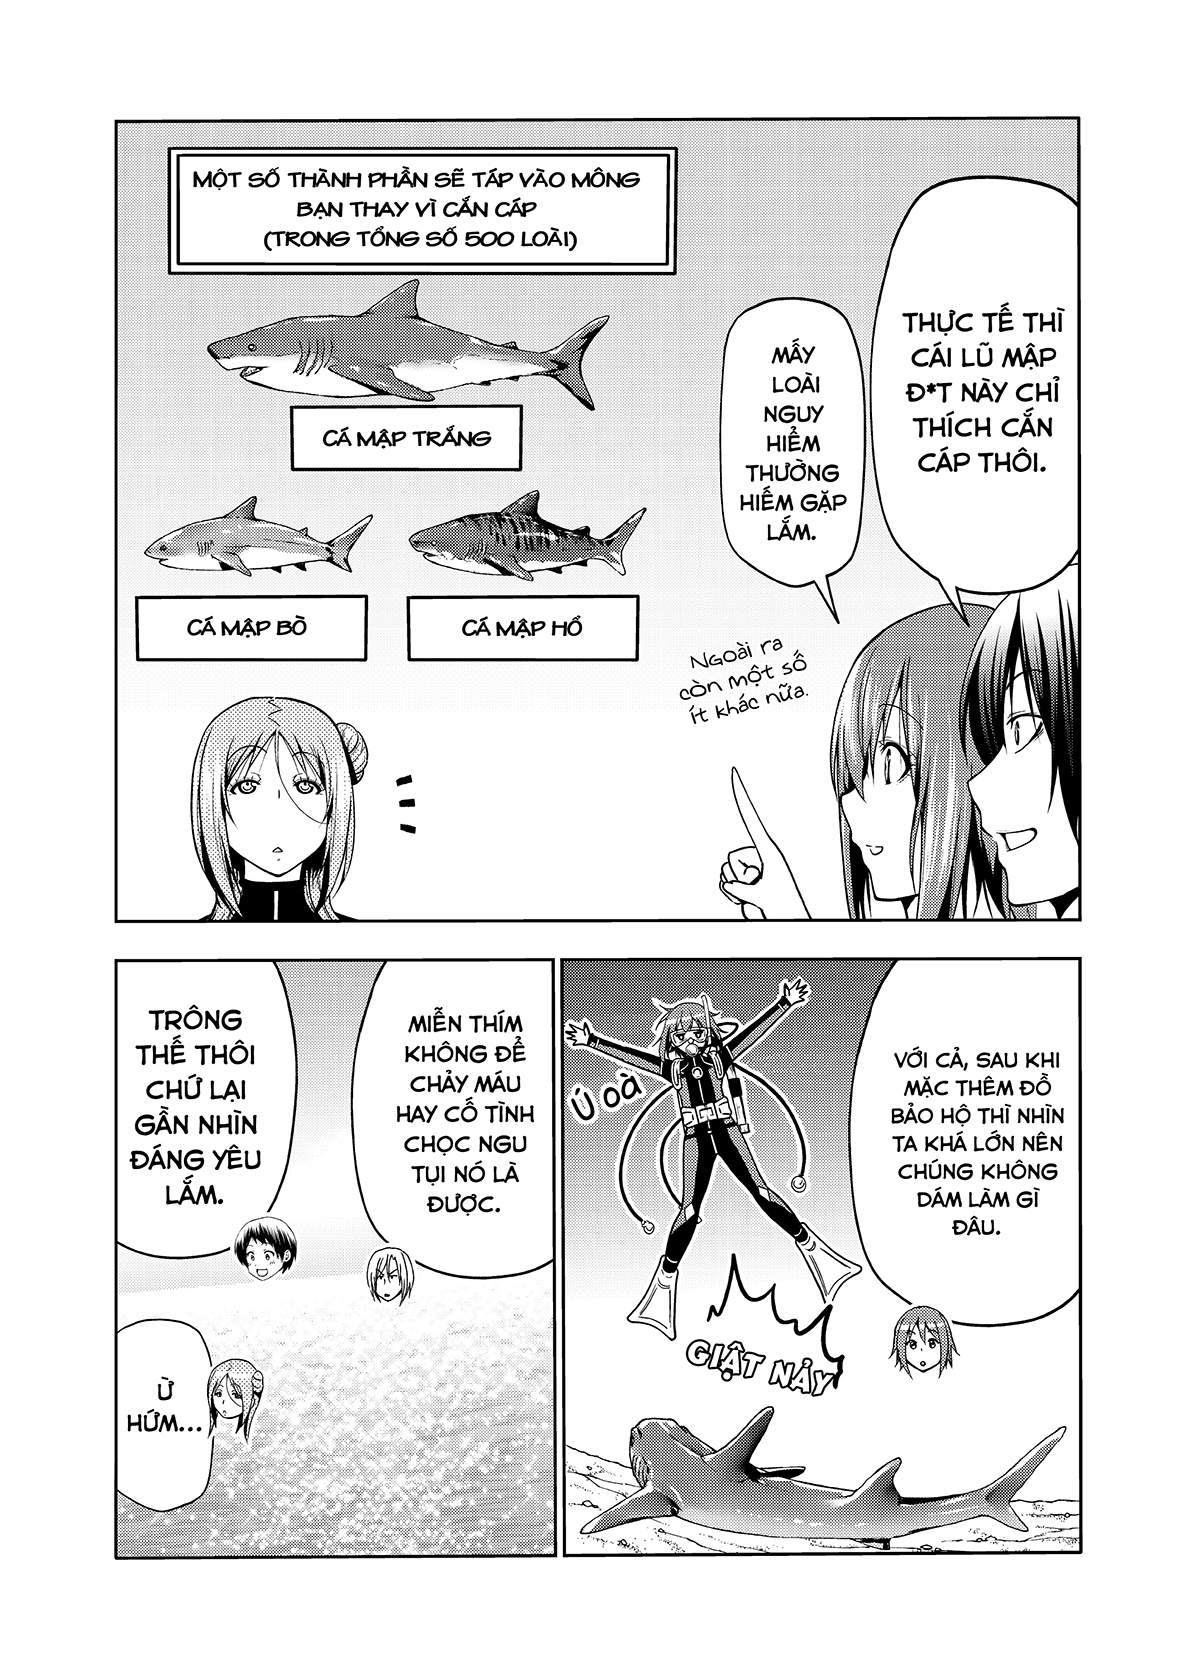 THỰC TẾ THÌ
CÁI LŨ MẬP
Đ*T NÀY CHỈ
THÍCH CẮN
CÁP THÔI.
MẤY
LOÀI
NGUY
HIỂM
THƯỜNG
HIẾM GẶP
LẮM.
Ngoài ra
còn một số
ít khác nữa.
MỘT SỐ THÀNH PHẦN SẼ TÁP VÀO MÔNG
BẠN THAY VÌ CẮN CÁP
(TRONG TỔNG SỐ 500 LOÀI)
CÁ MẬP TRẮNG
CÁ MẬP BÒ
CÁ MẬP HỔ
VỚI CẢ, SAU KHI
MẶC THÊM ĐỒ
BẢO HỘ THÌ NHÌN
TA KHÁ LỚN NÊN
CHÚNG KHÔNG
DÁM LÀM GÌ
ĐÂU.
Ú OÀ
GIẬT NẢY
MIỄN THÍM
KHÔNG ĐỂ
CHẢY MÁU
HAY CỐ TÌNH
CHỌC NGU
TỤI NÓ LÀ
ĐƯỢC.
TRÔNG
THẾ THÔI
CHỨ LẠI
GẦN NHÌN
ĐÁNG YÊU
LẮM.
Ừ
HỨM...